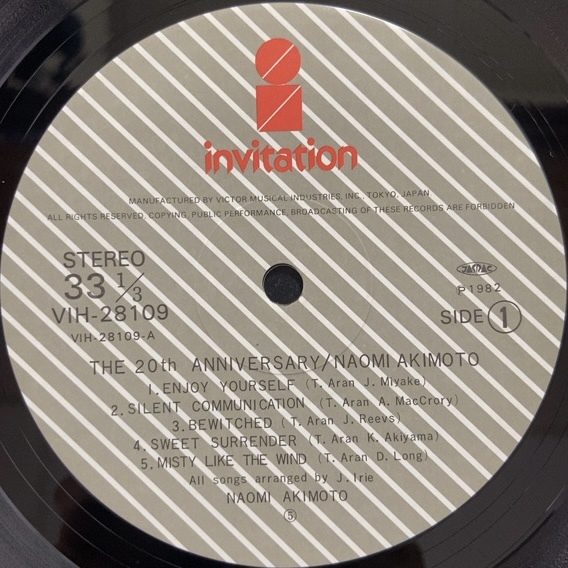 invitation
MANUFACTURED BY VICTOR MUSICAL INDUSTRIES, INC., TOKYO, JAPAN
ALL RIGHTS RESERVED, COPYING, PUBLIC PERFORMANCE, BROADCASTING OF THESE RECORDS ARE FORBIDDEN
STEREO
33 1/3
VIH-28109
VIH-28109-A
JASRAC
P1982
SIDE 1
THE 20th ANNIVERSARY/NAOMI AKIMOTO
1. ENJOY YOURSELF (T. Aran J. Miyake)
2. SILENT COMMUNICATION (T. Aran A. MacCrory)
3. BEWITCHED (T. Aran J. Reevs)
4. SWEET SURRENDER (T. Aran K. Akiyama)
5. MISTY LIKE THE WIND (T. Aran D. Long)
All songs arranged by J. Irie
NAOMI AKIMOTO
⑤